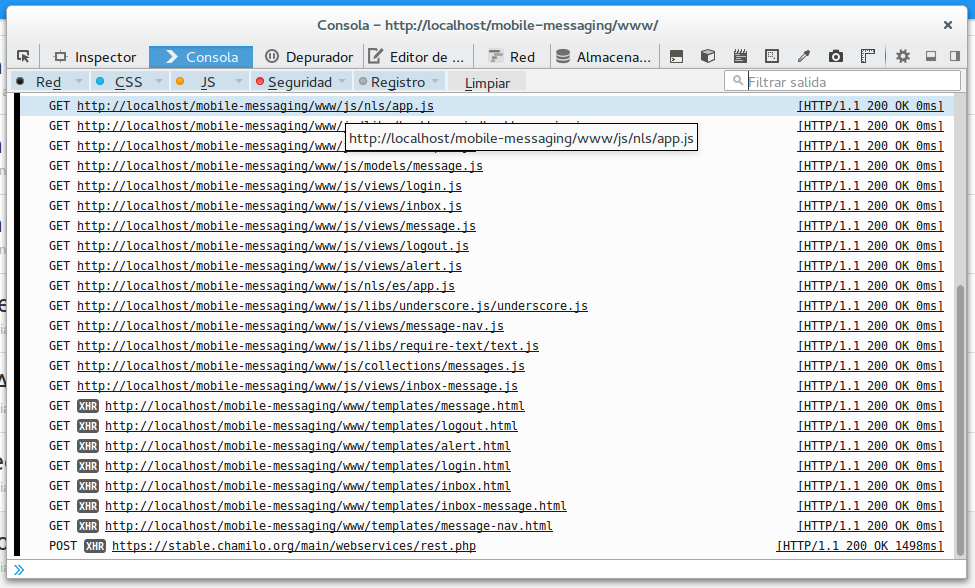 Consola – http://localhost/mobile-messaging/www/
Inspector Consola Depurador Editor de ... Red Almacena...
Red CSS JS Seguridad Registro Limpiar Filtrar salida
GET http://localhost/mobile-messaging/www/js/nls/app.js [HTTP/1.1 200 OK 0ms]
GET http://localhost/mobile-messaging/www/ [HTTP/1.1 200 OK 0ms]
http://localhost/mobile-messaging/www/js/nls/app.js
GET http://localhost/mobile-messaging/www/ [HTTP/1.1 200 OK 0ms]
GET http://localhost/mobile-messaging/www/js/models/message.js [HTTP/1.1 200 OK 0ms]
GET http://localhost/mobile-messaging/www/js/views/login.js [HTTP/1.1 200 OK 0ms]
GET http://localhost/mobile-messaging/www/js/views/inbox.js [HTTP/1.1 200 OK 0ms]
GET http://localhost/mobile-messaging/www/js/views/message.js [HTTP/1.1 200 OK 0ms]
GET http://localhost/mobile-messaging/www/js/views/logout.js [HTTP/1.1 200 OK 0ms]
GET http://localhost/mobile-messaging/www/js/views/alert.js [HTTP/1.1 200 OK 0ms]
GET http://localhost/mobile-messaging/www/js/nls/es/app.js [HTTP/1.1 200 OK 0ms]
GET http://localhost/mobile-messaging/www/js/libs/underscore.js/underscore.js [HTTP/1.1 200 OK 0ms]
GET http://localhost/mobile-messaging/www/js/views/message-nav.js [HTTP/1.1 200 OK 0ms]
GET http://localhost/mobile-messaging/www/js/libs/require-text/text.js [HTTP/1.1 200 OK 0ms]
GET http://localhost/mobile-messaging/www/js/collections/messages.js [HTTP/1.1 200 OK 0ms]
GET http://localhost/mobile-messaging/www/js/views/inbox-message.js [HTTP/1.1 200 OK 0ms]
GET XHR http://localhost/mobile-messaging/www/templates/message.html [HTTP/1.1 200 OK 0ms]
GET XHR http://localhost/mobile-messaging/www/templates/logout.html [HTTP/1.1 200 OK 0ms]
GET XHR http://localhost/mobile-messaging/www/templates/alert.html [HTTP/1.1 200 OK 0ms]
GET XHR http://localhost/mobile-messaging/www/templates/login.html [HTTP/1.1 200 OK 0ms]
GET XHR http://localhost/mobile-messaging/www/templates/inbox.html [HTTP/1.1 200 OK 0ms]
GET XHR http://localhost/mobile-messaging/www/templates/inbox-message.html [HTTP/1.1 200 OK 0ms]
GET XHR http://localhost/mobile-messaging/www/templates/message-nav.html [HTTP/1.1 200 OK 0ms]
POST XHR https://stable.chamilo.org/main/webservices/rest.php [HTTP/1.1 200 OK 1498ms]